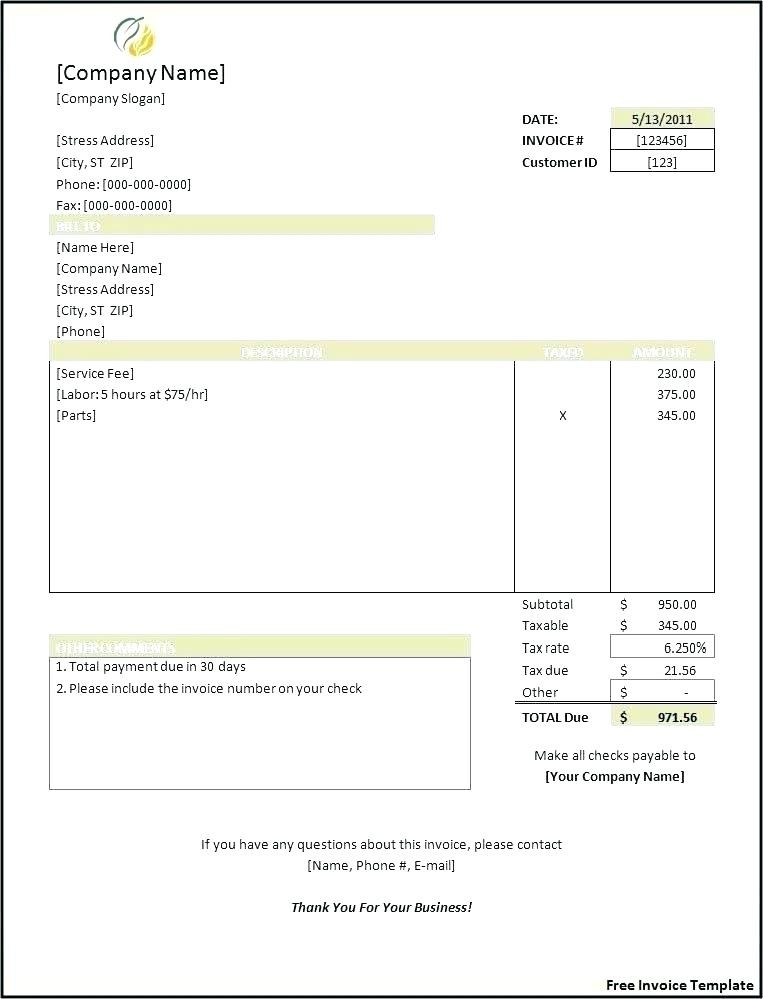 [Company Name]
[Company Slogan]
DATE: 5/13/2011
[Stress Address] INVOICE # [123456]
[City, ST ZIP] Customer ID [123]
Phone: [000-000-0000]
Fax: [000-000-0000]
BILL TO
[Name Here]
[Company Name]
[Stress Address]
[City, ST ZIP]
[Phone]
DESCRIPTION TAXED AMOUNT
[Service Fee] 230.00
[Labor: 5 hours at $75/hr] 375.00
[Parts] X 345.00
Subtotal $ 950.00
Taxable $ 345.00
OTHER COMMENTS Tax rate 6.250%
1. Total payment due in 30 days Tax due $ 21.56
2. Please include the invoice number on your check Other $ -
TOTAL Due $ 971.56
Make all checks payable to
[Your Company Name]
If you have any questions about this invoice, please contact
[Name, Phone #, E-mail]
Thank You For Your Business!
Free Invoice Template